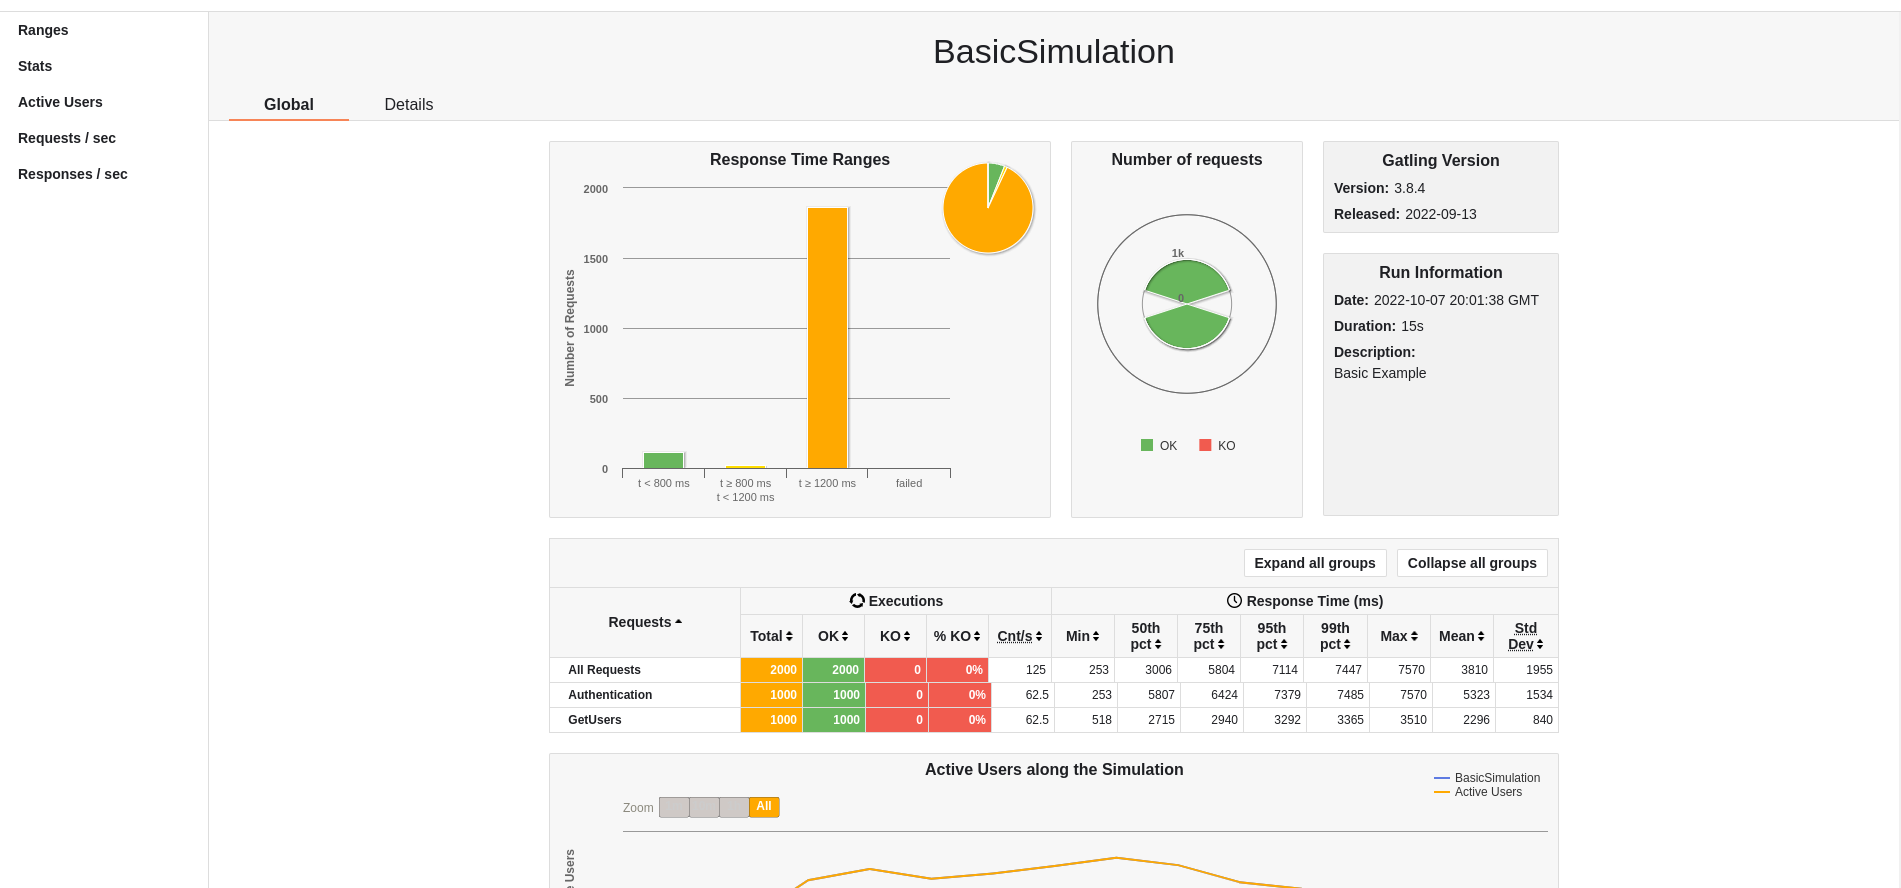 Ranges
Stats
Active Users
Requests / sec
Responses / sec
BasicSimulation
Global Details
Response Time Ranges
2000
1500
1000
500
0
Number of Requests
t < 800 ms
t ≥ 800 ms
t < 1200 ms
t ≥ 1200 ms
failed
Number of requests
1k
0
OK KO
Gatling Version
Version: 3.8.4
Released: 2022-09-13
Run Information
Date: 2022-10-07 20:01:38 GMT
Duration: 15s
Description:
Basic Example
Expand all groups Collapse all groups
Requests Executions Response Time (ms)
Total OK KO % KO Cnt/s Min 50th pct 75th pct 95th pct 99th pct Max Mean Std Dev
All Requests 2000 2000 0 0% 125 253 3006 5804 7114 7447 7570 3810 1955
Authentication 1000 1000 0 0% 62.5 253 5807 6424 7379 7485 7570 5323 1534
GetUsers 1000 1000 0 0% 62.5 518 2715 2940 3292 3365 3510 2296 840
Active Users along the Simulation
BasicSimulation
Active Users
Zoom All
Users